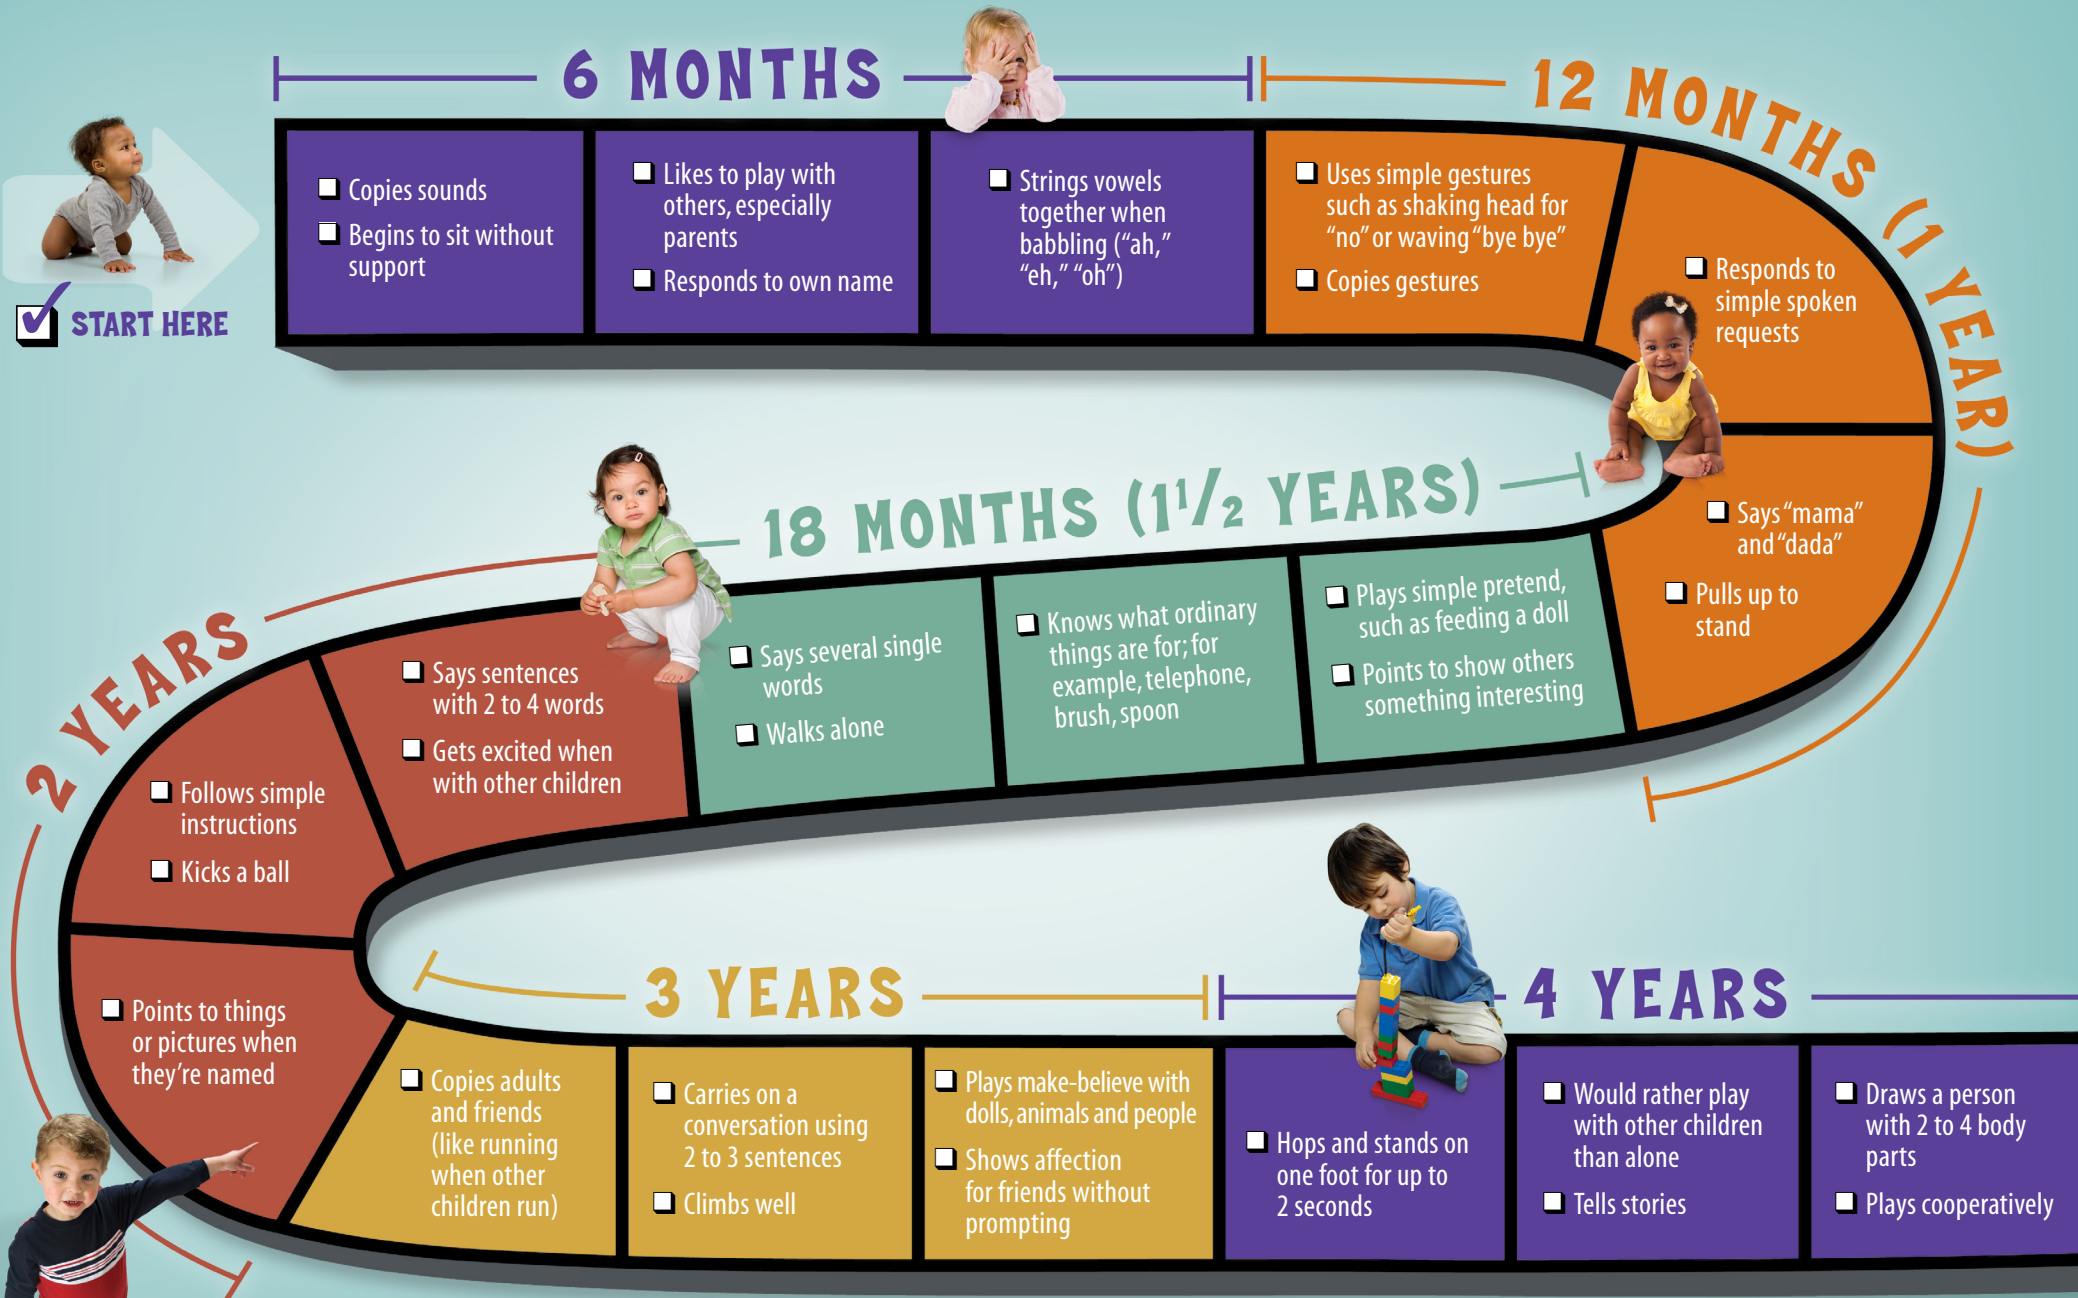 6 MONTHS
12 MONTHS (1 YEAR)
START HERE
Copies sounds
Begins to sit without
support
Likes to play with
others, especially
parents
Responds to own name
Strings vowels
together when
babbling (“ah,”
“eh,” “oh”)
Uses simple gestures
such as shaking head for
“no” or waving “bye bye”
Copies gestures
Responds to
simple spoken
requests
Says “mama”
and “dada”
Pulls up to
stand
18 MONTHS (1 1/2 YEARS)
Plays simple pretend,
such as feeding a doll
Points to show others
something interesting
Knows what ordinary
things are for; for
example, telephone,
brush, spoon
Says several single
words
Walks alone
2 YEARS
Says sentences
with 2 to 4 words
Gets excited when
with other children
Follows simple
instructions
Kicks a ball
Points to things
or pictures when
they’re named
3 YEARS
Copies adults
and friends
(like running
when other
children run)
Carries on a
conversation using
2 to 3 sentences
Climbs well
Plays make-believe with
dolls, animals and people
Shows affection
for friends without
prompting
4 YEARS
Hops and stands on
one foot for up to
2 seconds
Would rather play
with other children
than alone
Tells stories
Draws a person
with 2 to 4 body
parts
Plays cooperatively